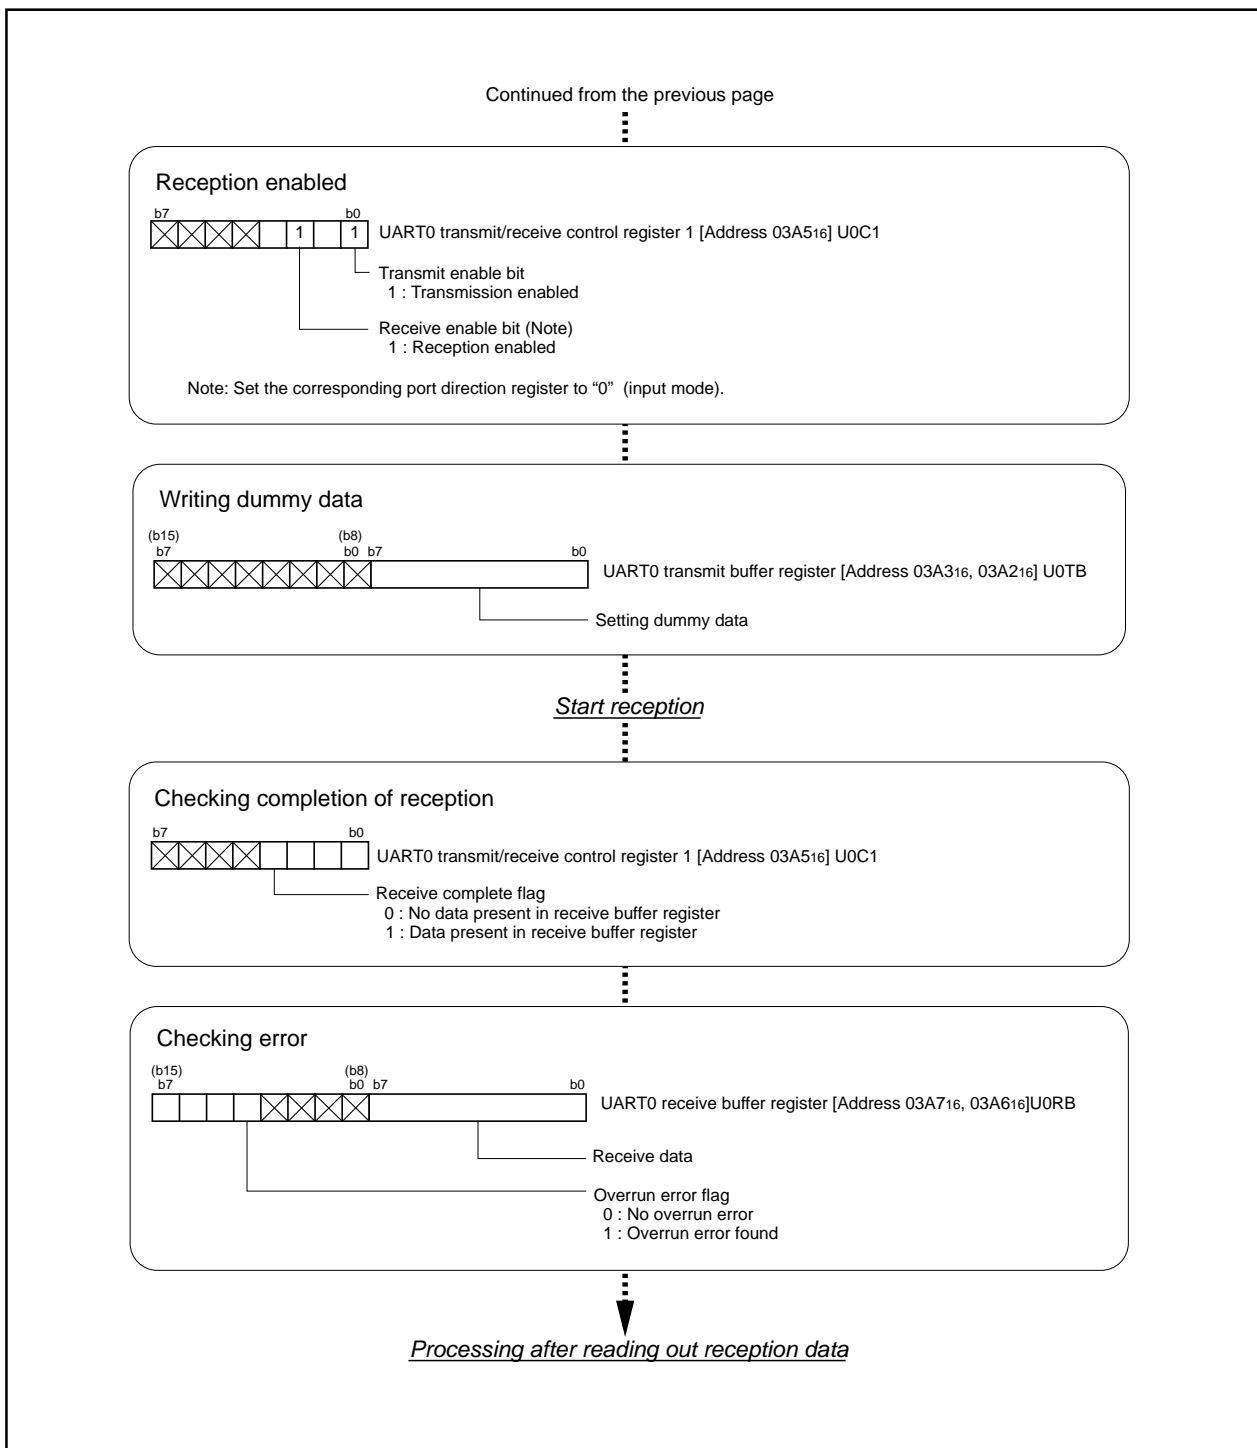 Continued from the previous page
Reception enabled
b7 b0
1 1 UART0 transmit/receive control register 1 [Address 03A516] U0C1
Transmit enable bit
1 : Transmission enabled
Receive enable bit (Note)
1 : Reception enabled
Note: Set the corresponding port direction register to “0” (input mode).
Writing dummy data
(b15) (b8)
b7 b0 b7 b0
UART0 transmit buffer register [Address 03A316, 03A216] U0TB
Setting dummy data
Start reception
Checking completion of reception
b7 b0
UART0 transmit/receive control register 1 [Address 03A516] U0C1
Receive complete flag
0 : No data present in receive buffer register
1 : Data present in receive buffer register
Checking error
(b15) (b8)
b7 b0 b7 b0
UART0 receive buffer register [Address 03A716, 03A616]U0RB
Receive data
Overrun error flag
0 : No overrun error
1 : Overrun error found
Processing after reading out reception data